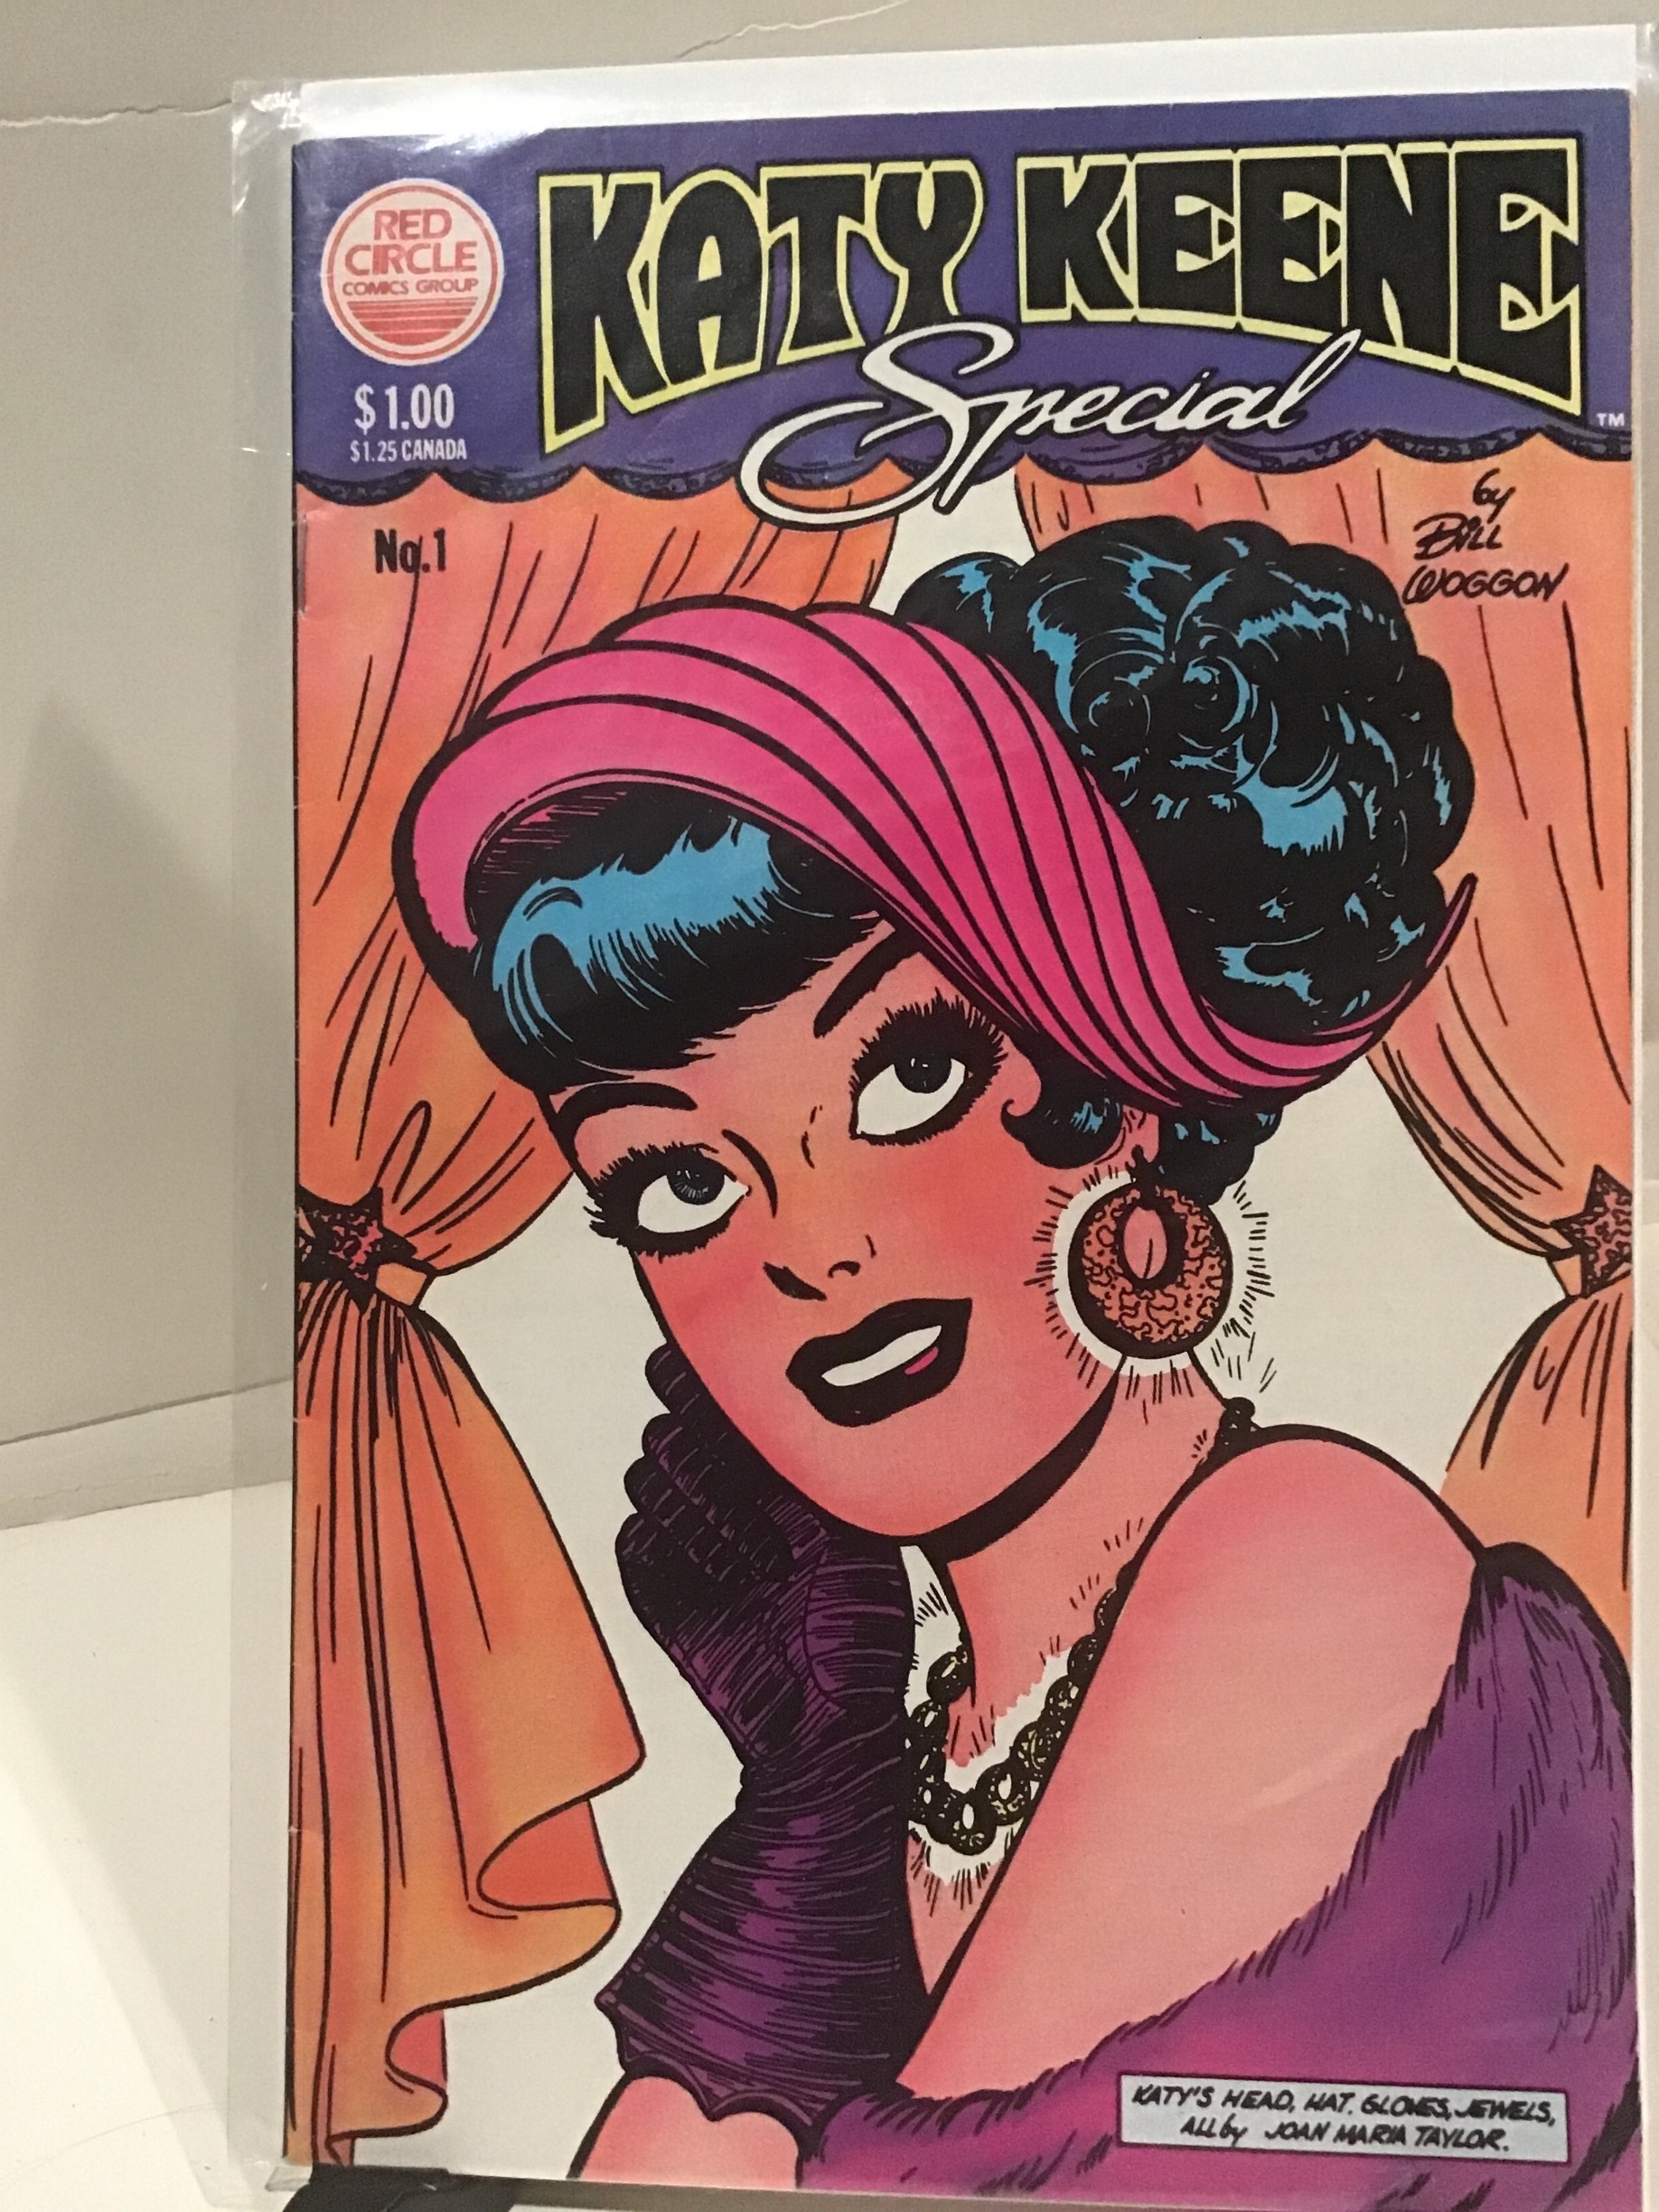 RED
CIRCLE
COMICS GROUP
KATY KEENE
Special
$1.00
$1.25 CANADA
TM
No.1
by
Bill
WOGGON
KATY'S HEAD, HAT, GLOVES, JEWELS,
ALL by JOAN MARIA TAYLOR.